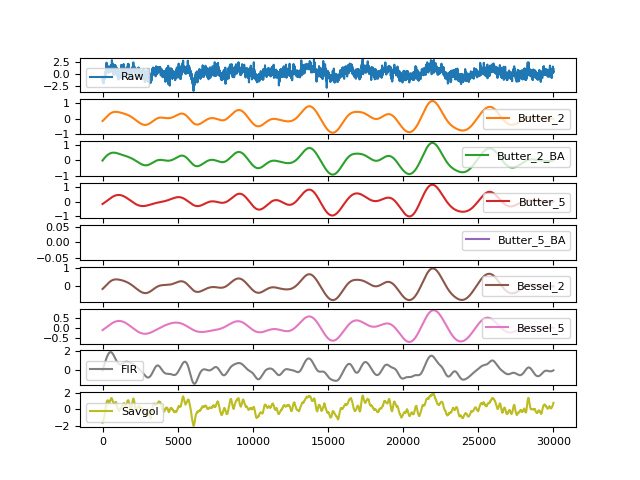 2.5
0.0
−2.5
Raw
1
0
−1
Butter_2
1
0
−1
Butter_2_BA
1
0
−1
Butter_5
0.05
0.00
−0.05
Butter_5_BA
1
0
Bessel_2
0.5
0.0
−0.5
Bessel_5
2
0
FIR
2
0
−2
Savgol
0 5000 10000 15000 20000 25000 30000